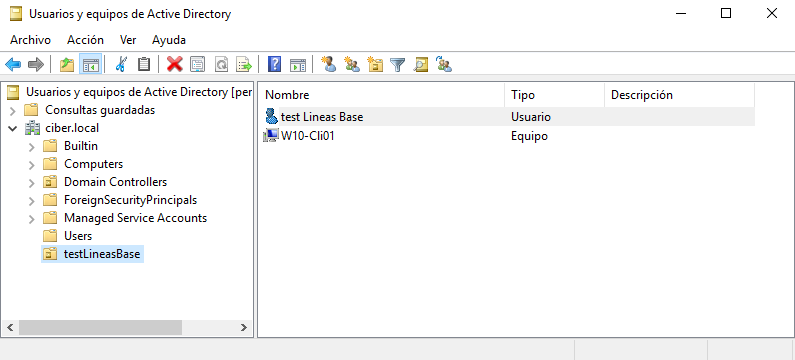 Usuarios y equipos de Active Directory
Archivo Acción Ver Ayuda
Usuarios y equipos de Active Directory [per
Consultas guardadas
ciber.local
Builtin
Computers
Domain Controllers
ForeignSecurityPrincipals
Managed Service Accounts
Users
testLineasBase
Nombre Tipo Descripción
test Lineas Base Usuario
W10-Cli01 Equipo